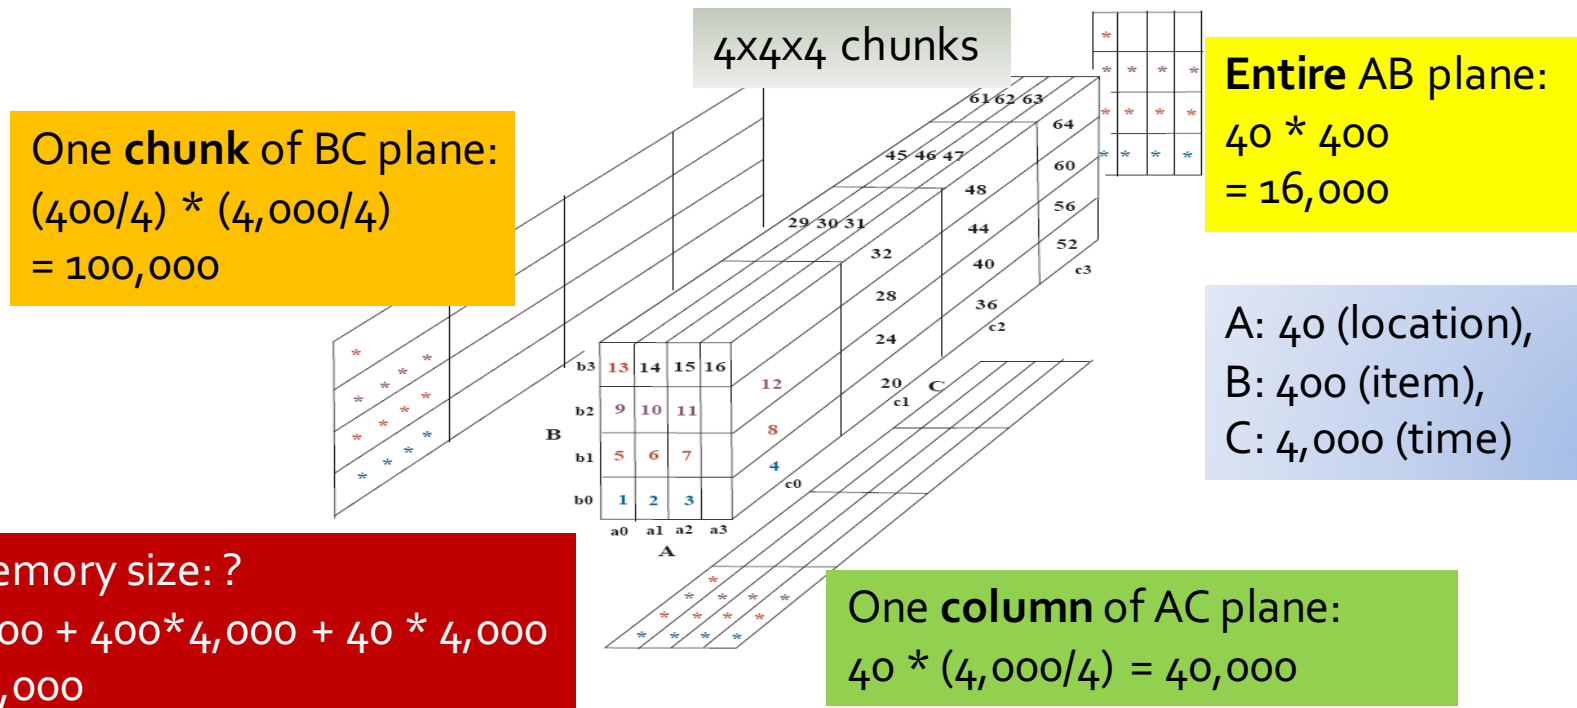 4x4x4 chunks
One chunk of BC plane:
(400/4) * (4,000/4)
= 100,000
Entire AB plane:
40 * 400
= 16,000
A: 40 (location),
B: 400 (item),
C: 4,000 (time)
61 62 63
64
45 46 47
60
48
56
29 30 31
44
52
32
c3
40
28
36
c2
24
b3 13 14 15 16
12
20 C
c1
b2 9 10 11
B
8
b1 5 6 7
4
c0
b0 1 2 3
a0 a1 a2 a3
A
size: ?
+ 400*4,000 + 40 * 4,000
One column of AC plane:
40 * (4,000/4) = 40,000